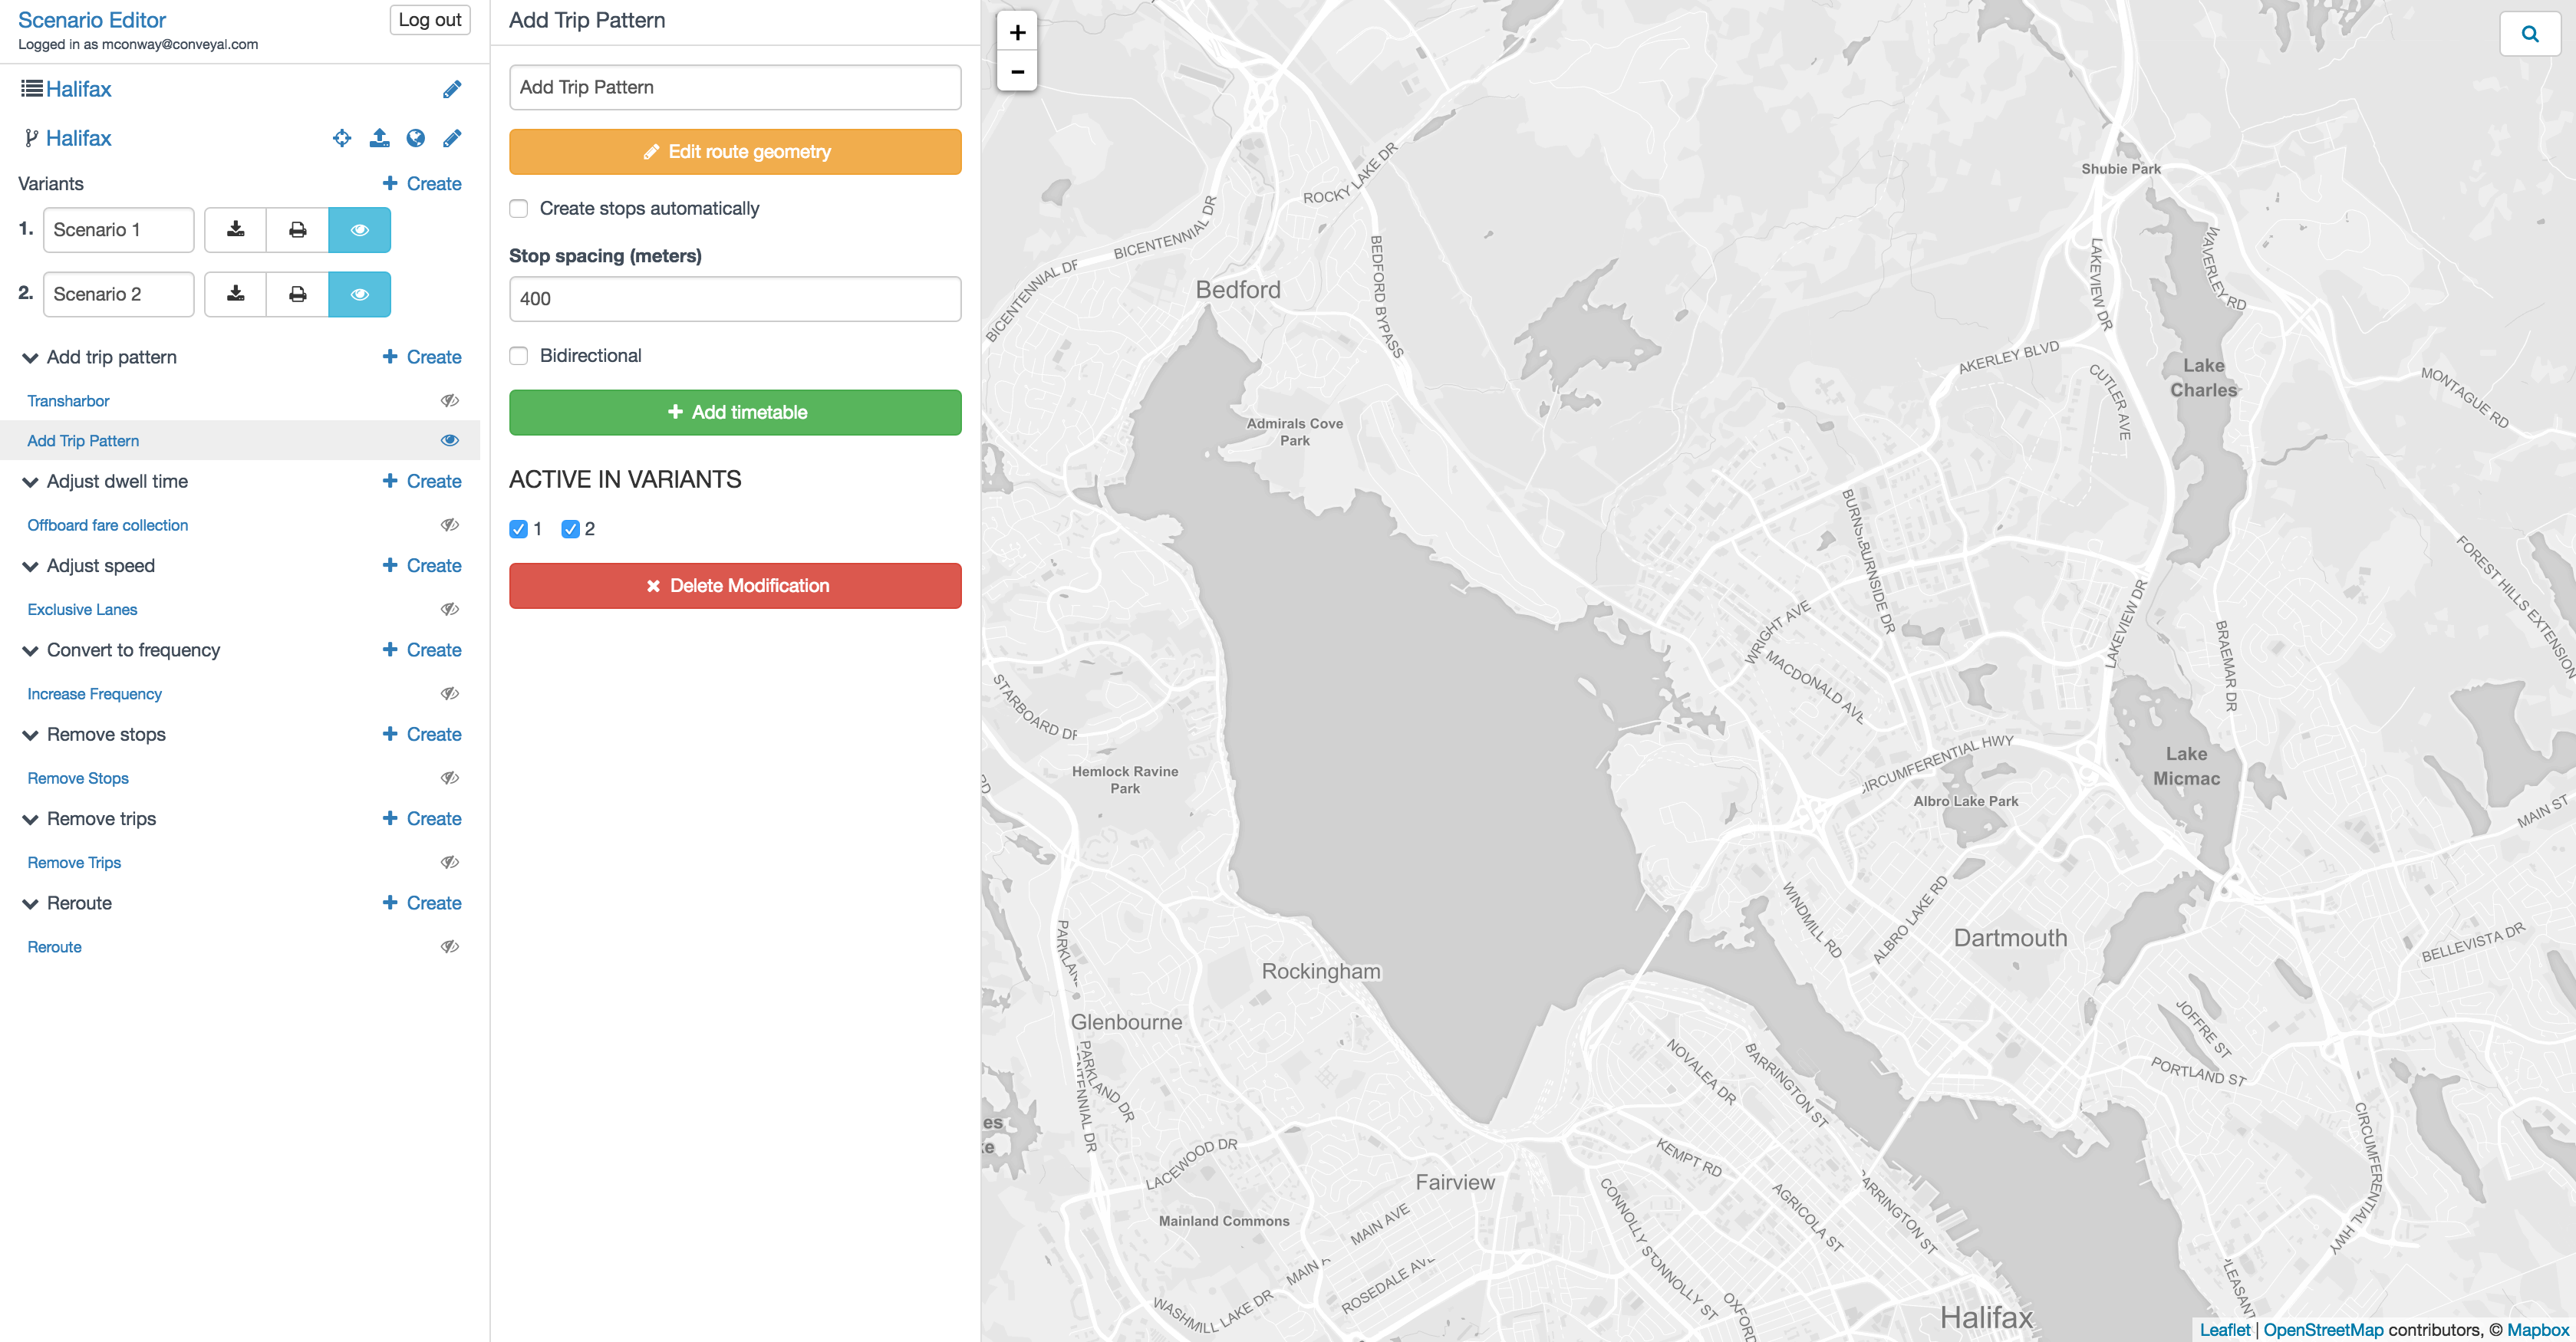 Scenario Editor
Log out
Logged in as mconway@conveyal.com
Halifax
Halifax
Variants
Create
1. Scenario 1
2. Scenario 2
Add trip pattern
Create
Transharbor
Add Trip Pattern
Adjust dwell time
Create
Offboard fare collection
Adjust speed
Create
Exclusive Lanes
Convert to frequency
Create
Increase Frequency
Remove stops
Create
Remove Stops
Remove trips
Create
Remove Trips
Reroute
Create
Reroute
Add Trip Pattern
Add Trip Pattern
Edit route geometry
Create stops automatically
Stop spacing (meters)
400
Bidirectional
Add timetable
ACTIVE IN VARIANTS
1 2
Delete Modification
+
−
Shubie Park
ROCKY LAKE DR
BICENTENNIAL DR
BICENTENNIAL DR
BEDFORD BYPASS
Bedford
LAKEVIEW DR
WAVERLEY RD
AKERLEY BLVD
CUTLER AVE
Lake
Charles
MONTAGUE RD
Admirals Cove
Park
BURNSIDE DR
FOREST HILLS EXTENSION
WRIGHT AVE
MACDONALD AVE
LAKEVIEW DR
BRAEMAR DR
STARBOARD DR
CIRCUMFERENTIAL HWY
Lake
Micmac
Hemlock Ravine
Park
Albro Lake Park
MAIN ST
WINDMILL RD
ALBRO LAKE RD
Dartmouth
BELLEVISTA DR
Rockingham
Glenbourne
PARKLAND DR
NOVALEA DR
BARRINGTON ST
JOFFRE ST
PORTLAND ST
es
ke
LACEWOOD DR
KEMPT RD
Fairview
CONNOLLY ST
CONNOLLY ST
AGRICOLA ST
BARRINGTON ST
CIRCUMFERENTIAL HWY
Mainland Commons
MAIN AVE
MAIN A
ROSEDALE AVE
WASHMILL LAKE DR
OXFORD
PLEASANT
Halifax
Leaflet | OpenStreetMap contributors, © Mapbox